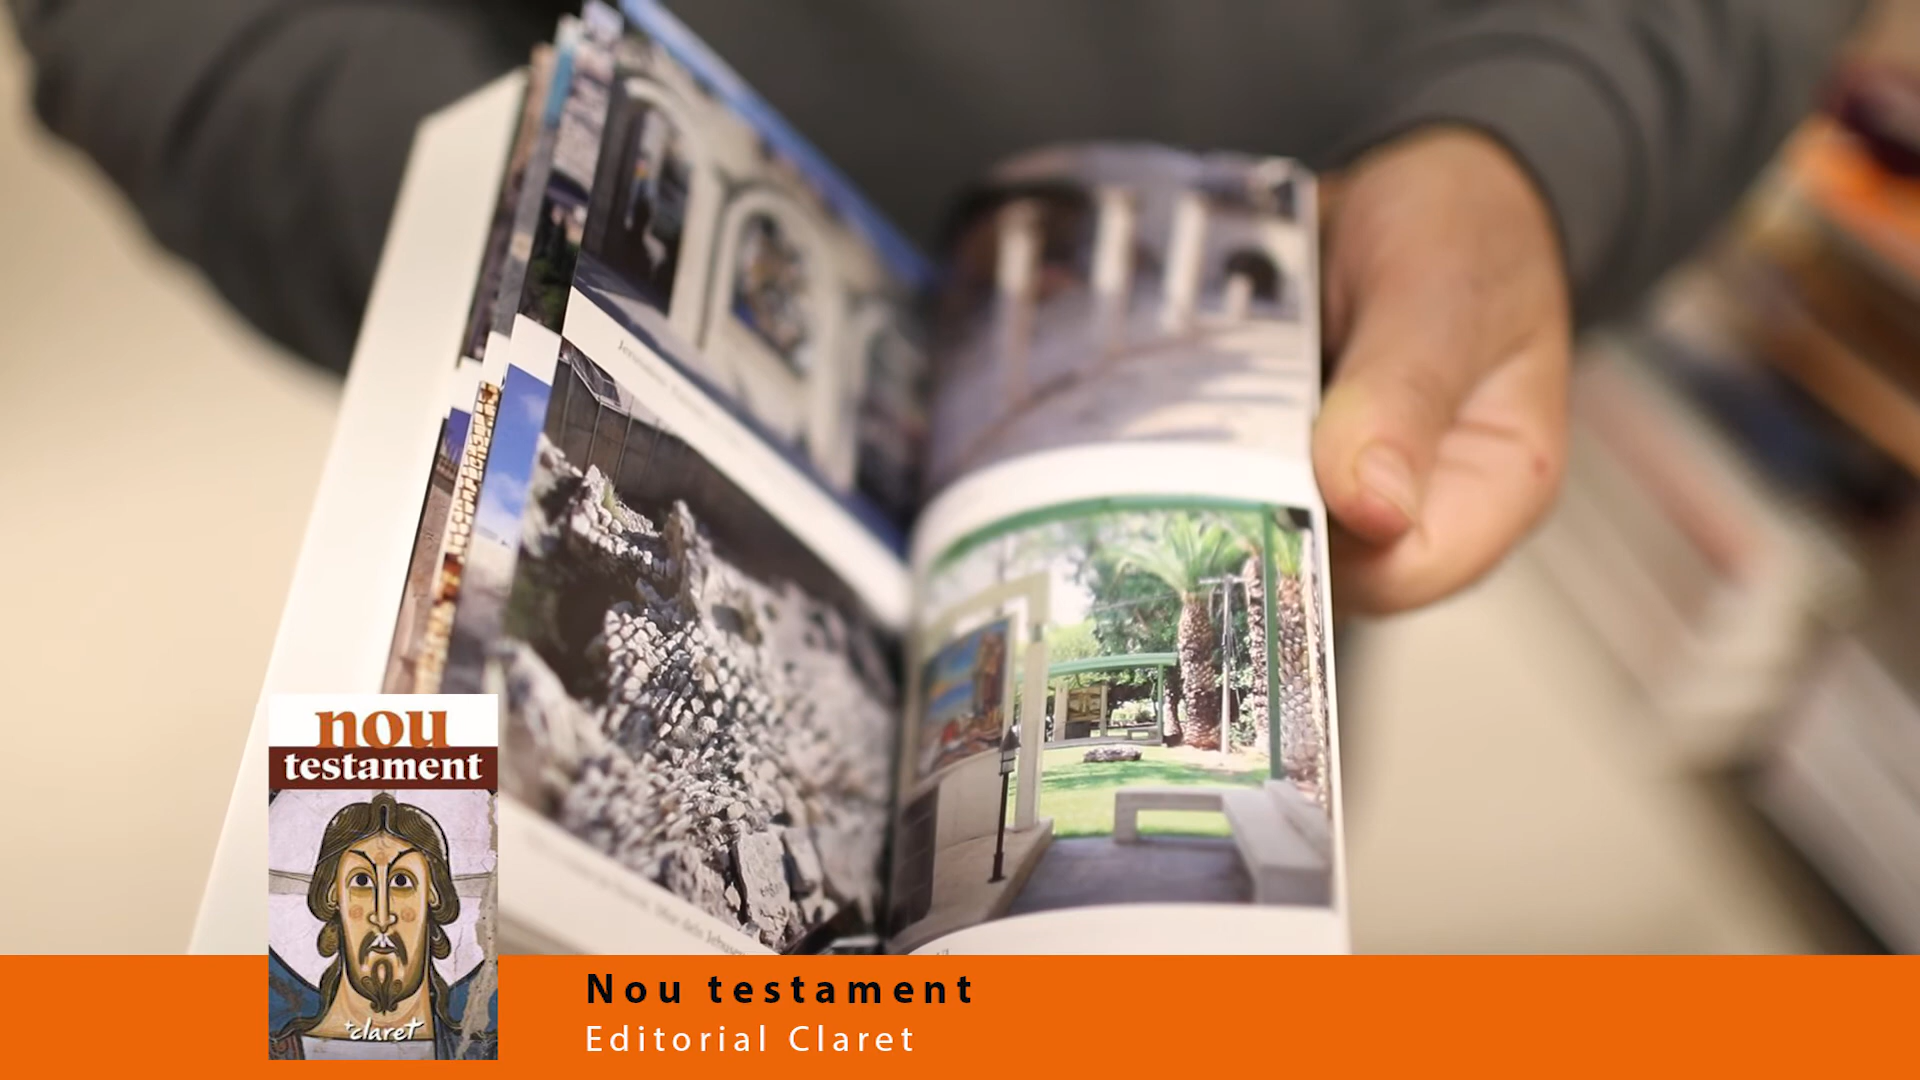 nou
testament
claret
Nou testament
Editorial Claret